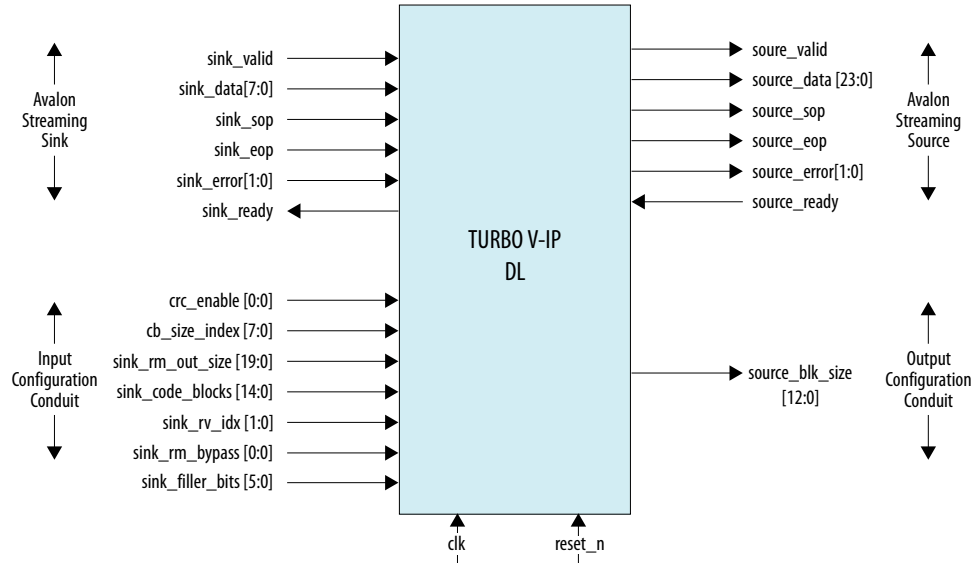 sink_valid
sink_data[7:0]
sink_sop
sink_eop
sink_error[1:0]
sink_ready
Avalon
Streaming
Sink
soure_valid
source_data [23:0]
source_sop
source_eop
source_error[1:0]
source_ready
Avalon
Streaming
Source
TURBO V-IP
DL
crc_enable [0:0]
cb_size_index [7:0]
sink_rm_out_size [19:0]
sink_code_blocks [14:0]
sink_rv_idx [1:0]
sink_rm_bypass [0:0]
sink_filler_bits [5:0]
Input
Configuration
Conduit
source_blk_size
[12:0]
Output
Configuration
Conduit
clk
reset_n